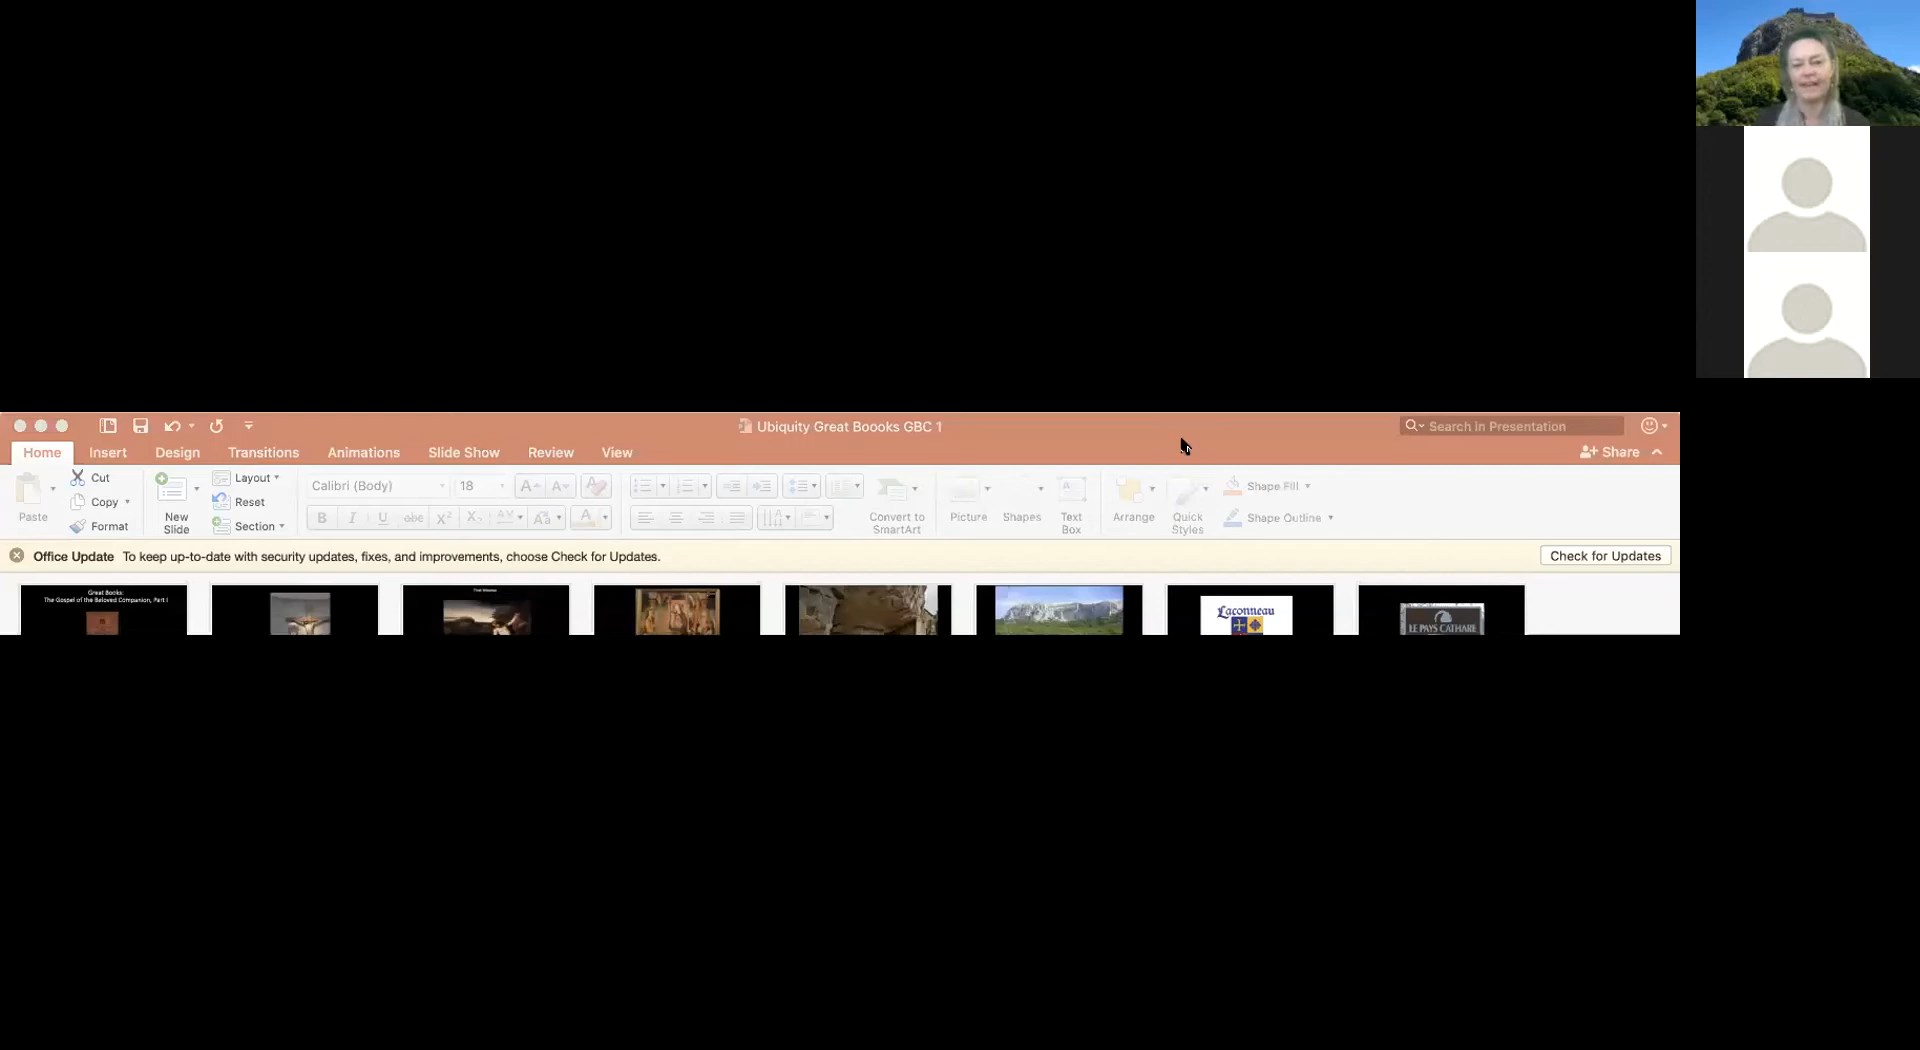 Ubiquity Great Boooks GBC 1
Search in Presentation
Home Insert Design Transitions Animations Slide Show Review View
Share
Cut
Copy
Format
Paste
New
Slide
Layout
Reset
Section
Calibri (Body) 18
Convert to
SmartArt
Picture
Shapes
Text
Box
Arrange
Quick
Styles
Shape Fill
Shape Outline
Office Update To keep up-to-date with security updates, fixes, and improvements, choose Check for Updates.
Check for Updates
Great Books:
The Gospel of the Beloved Companion, Part I
Laconneau
LE PAYS CATHARE